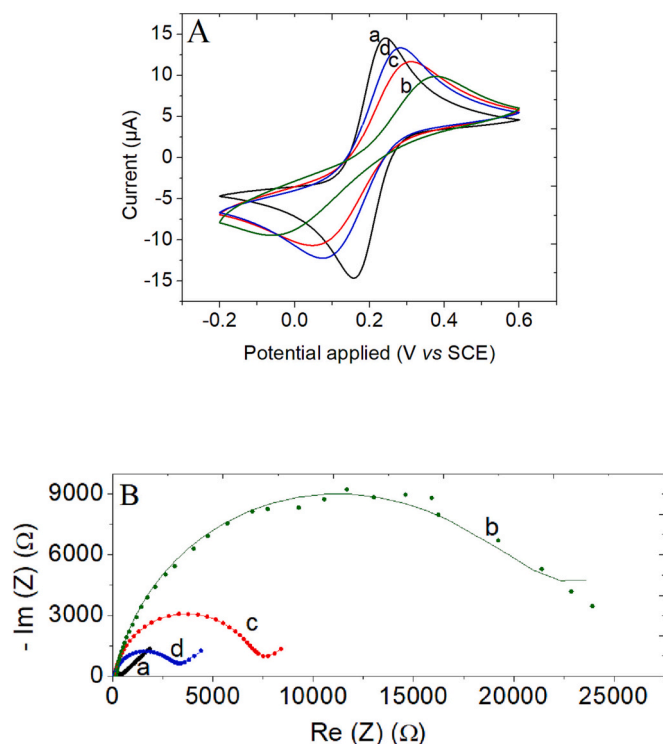 A
a
d
c
b
15
10
5
0
-5
-10
-15
Current (µA)
-0.2 0.0 0.2 0.4 0.6
Potential applied (V vs SCE)
B
9000
6000
3000
0
- Im (Z) (Ω)
b
c
d
a
0 5000 10000 15000 20000 25000
Re (Z) (Ω)